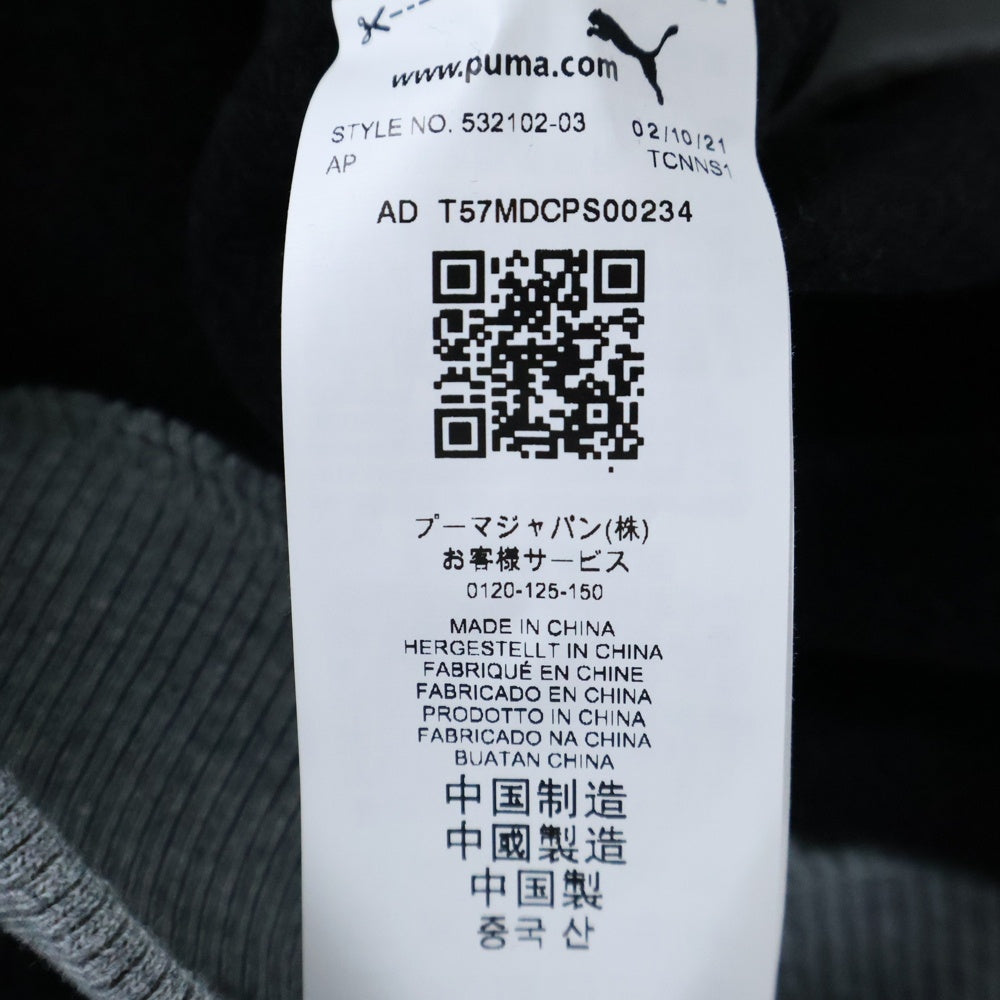 www.puma.com
STYLE NO. 532102-03 02/10/21
AP TCNNS1
AD T57MDCPS00234
プーマジャパン(株)
お客様サービス
0120-125-150
MADE IN CHINA
HERGESTELLT IN CHINA
FABRIQUÉ EN CHINE
FABRICADO EN CHINA
PRODOTTO IN CHINA
FABRICADO NA CHINA
BUATAN CHINA
中国制造
中國製造
中国製
중국 산